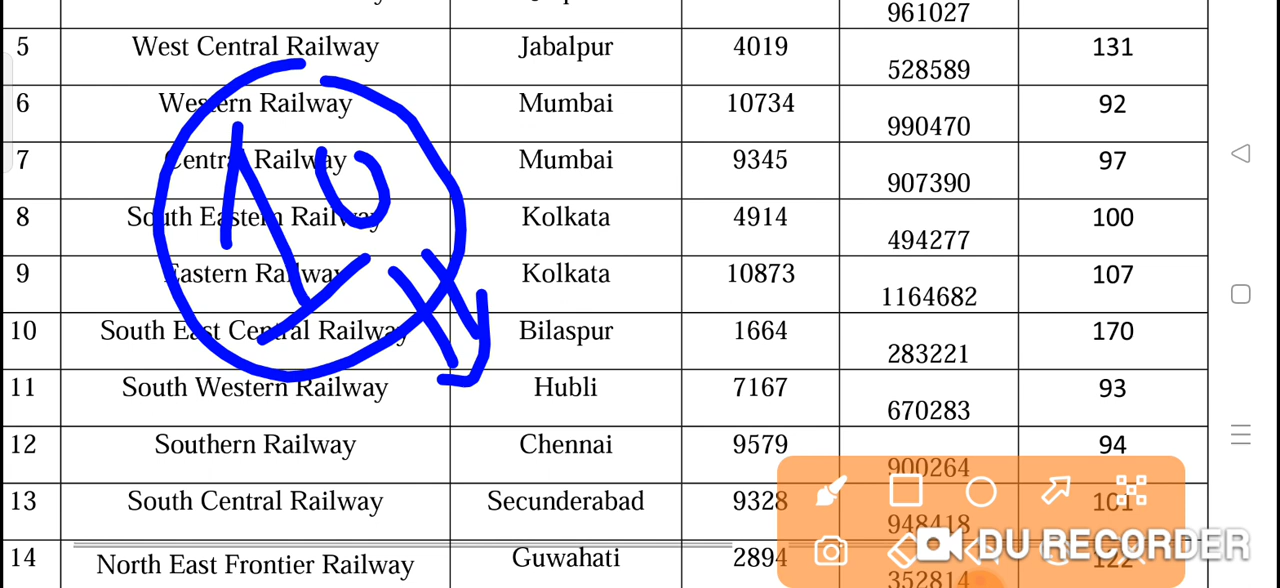 961027
5 West Central Railway Jabalpur 4019 528589 131
6 Western Railway Mumbai 10734 990470 92
7 Central Railway Mumbai 9345 907390 97
8 South Eastern Railway Kolkata 4914 494277 100
9 Eastern Railway Kolkata 10873 1164682 107
10 South East Central Railway Bilaspur 1664 283221 170
11 South Western Railway Hubli 7167 670283 93
12 Southern Railway Chennai 9579 900264 94
13 South Central Railway Secunderabad 9328 948418 101
14 North East Frontier Railway Guwahati 2894 352814 122
DU RECORDER